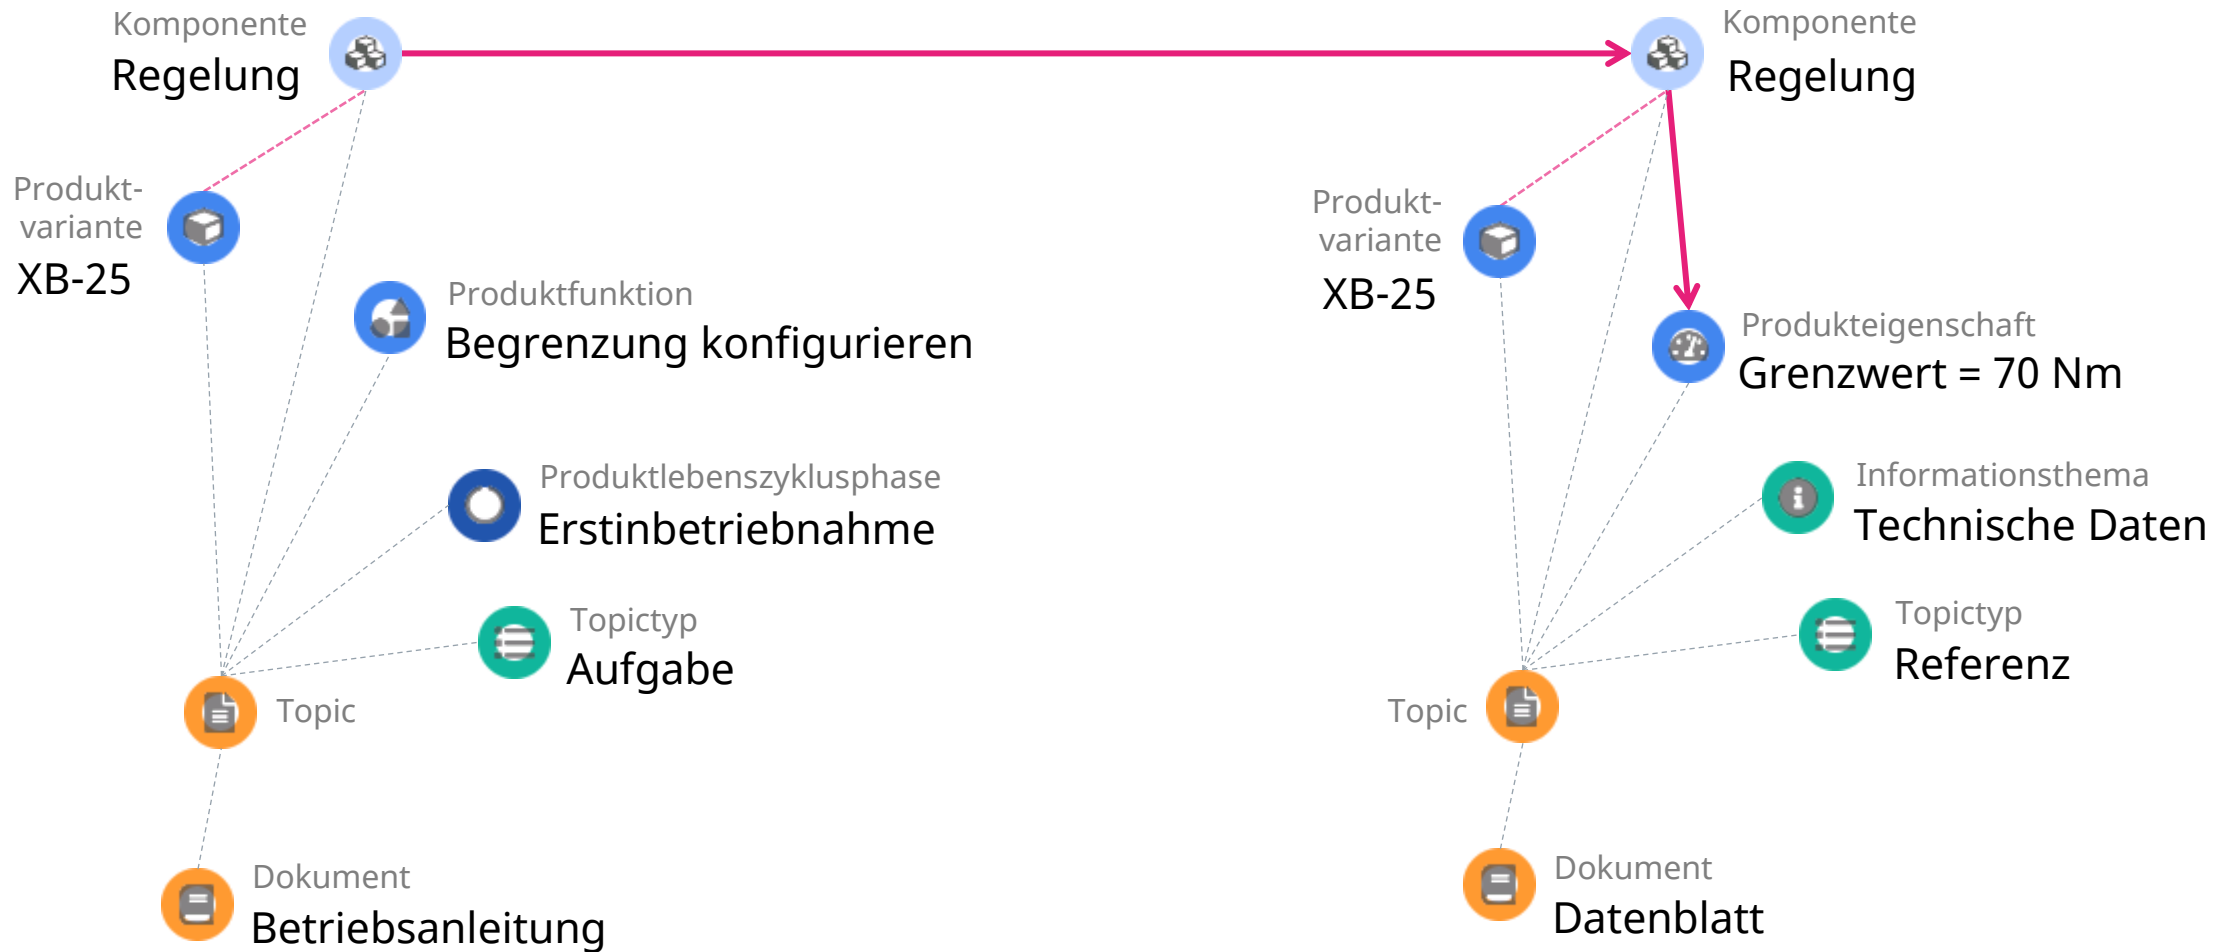 Komponente
Regelung
Produkt-
variante
XB-25
Produktfunktion
Begrenzung konfigurieren
Produktlebenszyklusphase
Erstinbetriebnahme
Topictyp
Aufgabe
Topic
Dokument
Betriebsanleitung
Komponente
Regelung
Produkt-
variante
XB-25
Produkteigenschaft
Grenzwert = 70 Nm
Informationsthema
Technische Daten
Topictyp
Referenz
Topic
Dokument
Datenblatt